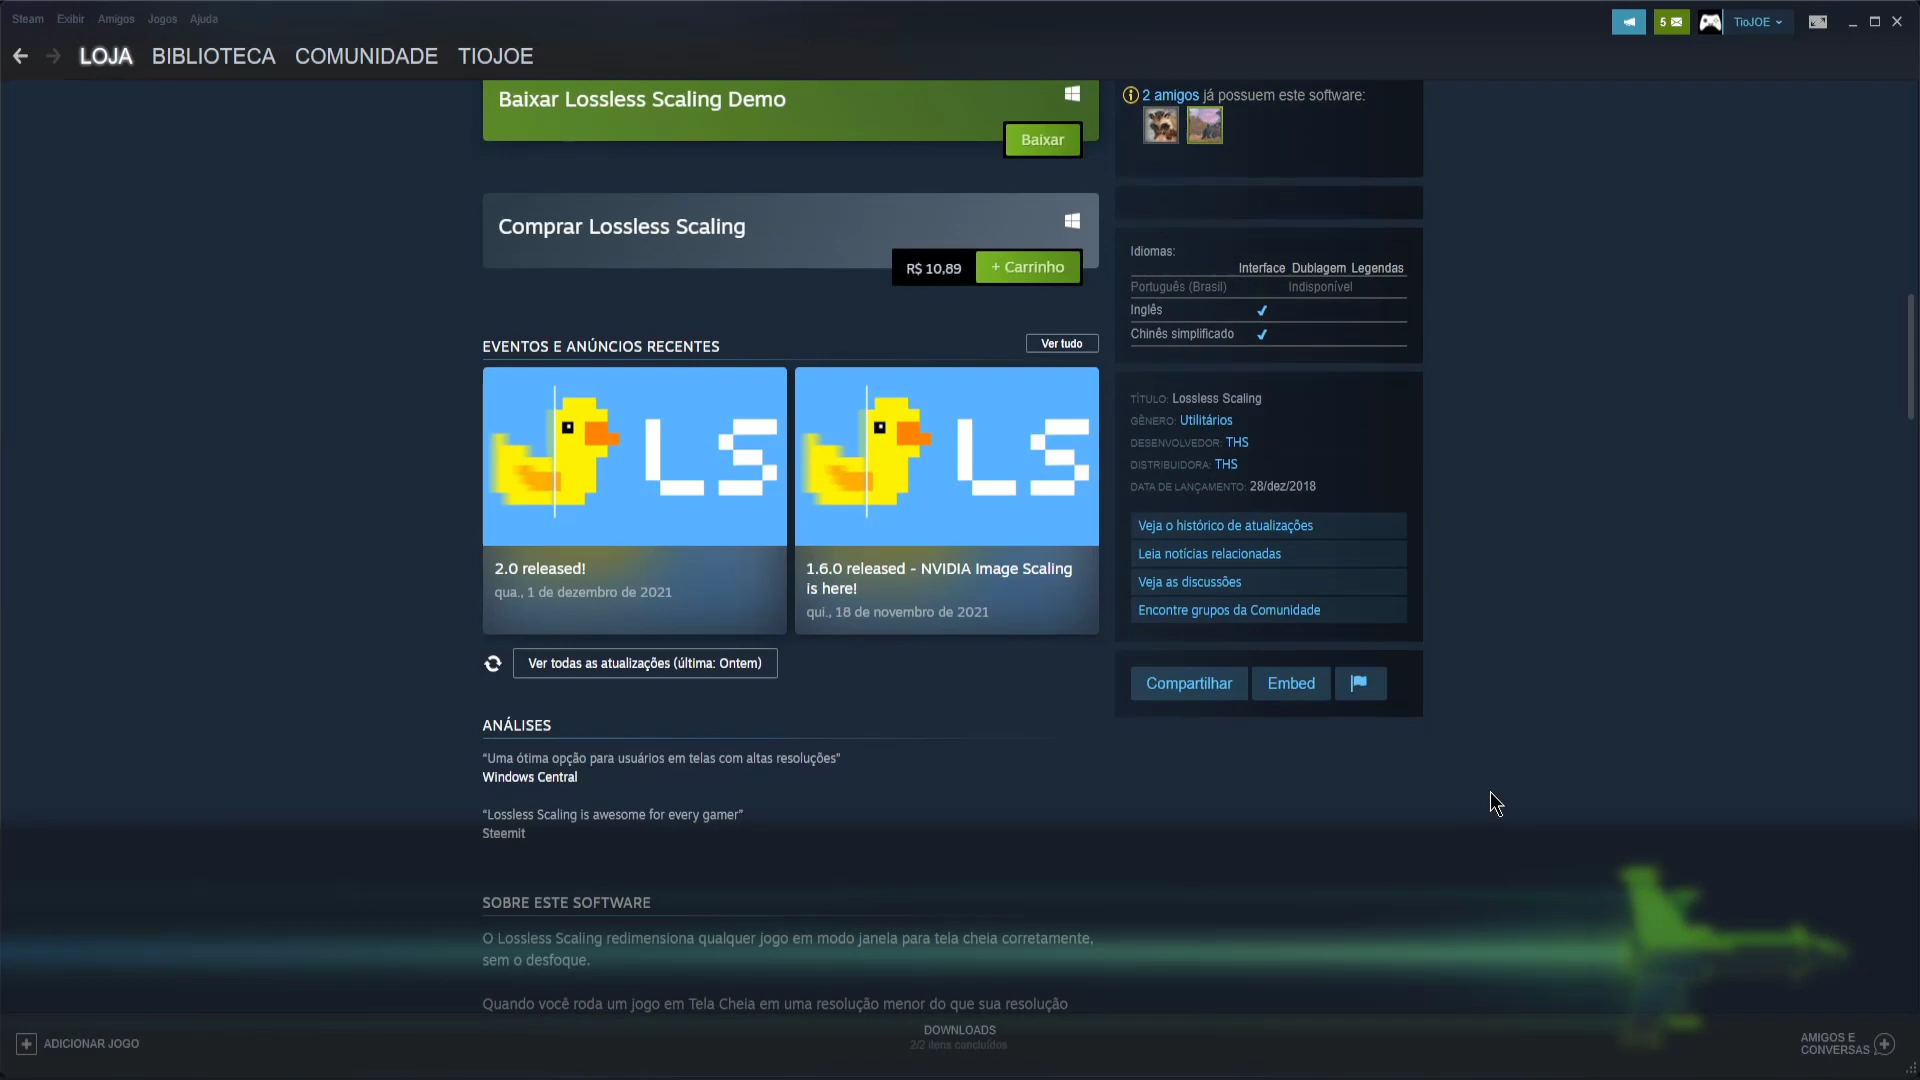 Steam Exibir Amigos Jogos Ajuda
5
TioJOE
LOJA BIBLIOTECA COMUNIDADE TIOJOE
Baixar Lossless Scaling Demo
Baixar
Comprar Lossless Scaling
R$ 10,89
+ Carrinho
EVENTOS E ANÚNCIOS RECENTES
Ver tudo
LS
LS
2.0 released!
qua., 1 de dezembro de 2021
1.6.0 released - NVIDIA Image Scaling
is here!
qui., 18 de novembro de 2021
Ver todas as atualizações (última: Ontem)
ANÁLISES
“Uma ótima opção para usuários em telas com altas resoluções”
Windows Central
“Lossless Scaling is awesome for every gamer”
Steemit
SOBRE ESTE SOFTWARE
O Lossless Scaling redimensiona qualquer jogo em modo janela para tela cheia corretamente,
sem o desfoque.
Quando você roda um jogo em Tela Cheia em uma resolução menor do que sua resolução
2 amigos já possuem este software:
Idiomas:
Interface Dublagem Legendas
Português (Brasil) Indisponível
Inglês ✔
Chinês simplificado ✔
TÍTULO: Lossless Scaling
GÊNERO: Utilitários
DESENVOLVEDOR: THS
DISTRIBUIDORA: THS
DATA DE LANÇAMENTO: 28/dez/2018
Veja o histórico de atualizações
Leia notícias relacionadas
Veja as discussões
Encontre grupos da Comunidade
Compartilhar Embed
ADICIONAR JOGO
DOWNLOADS
2/2 itens concluídos
AMIGOS E
CONVERSAS